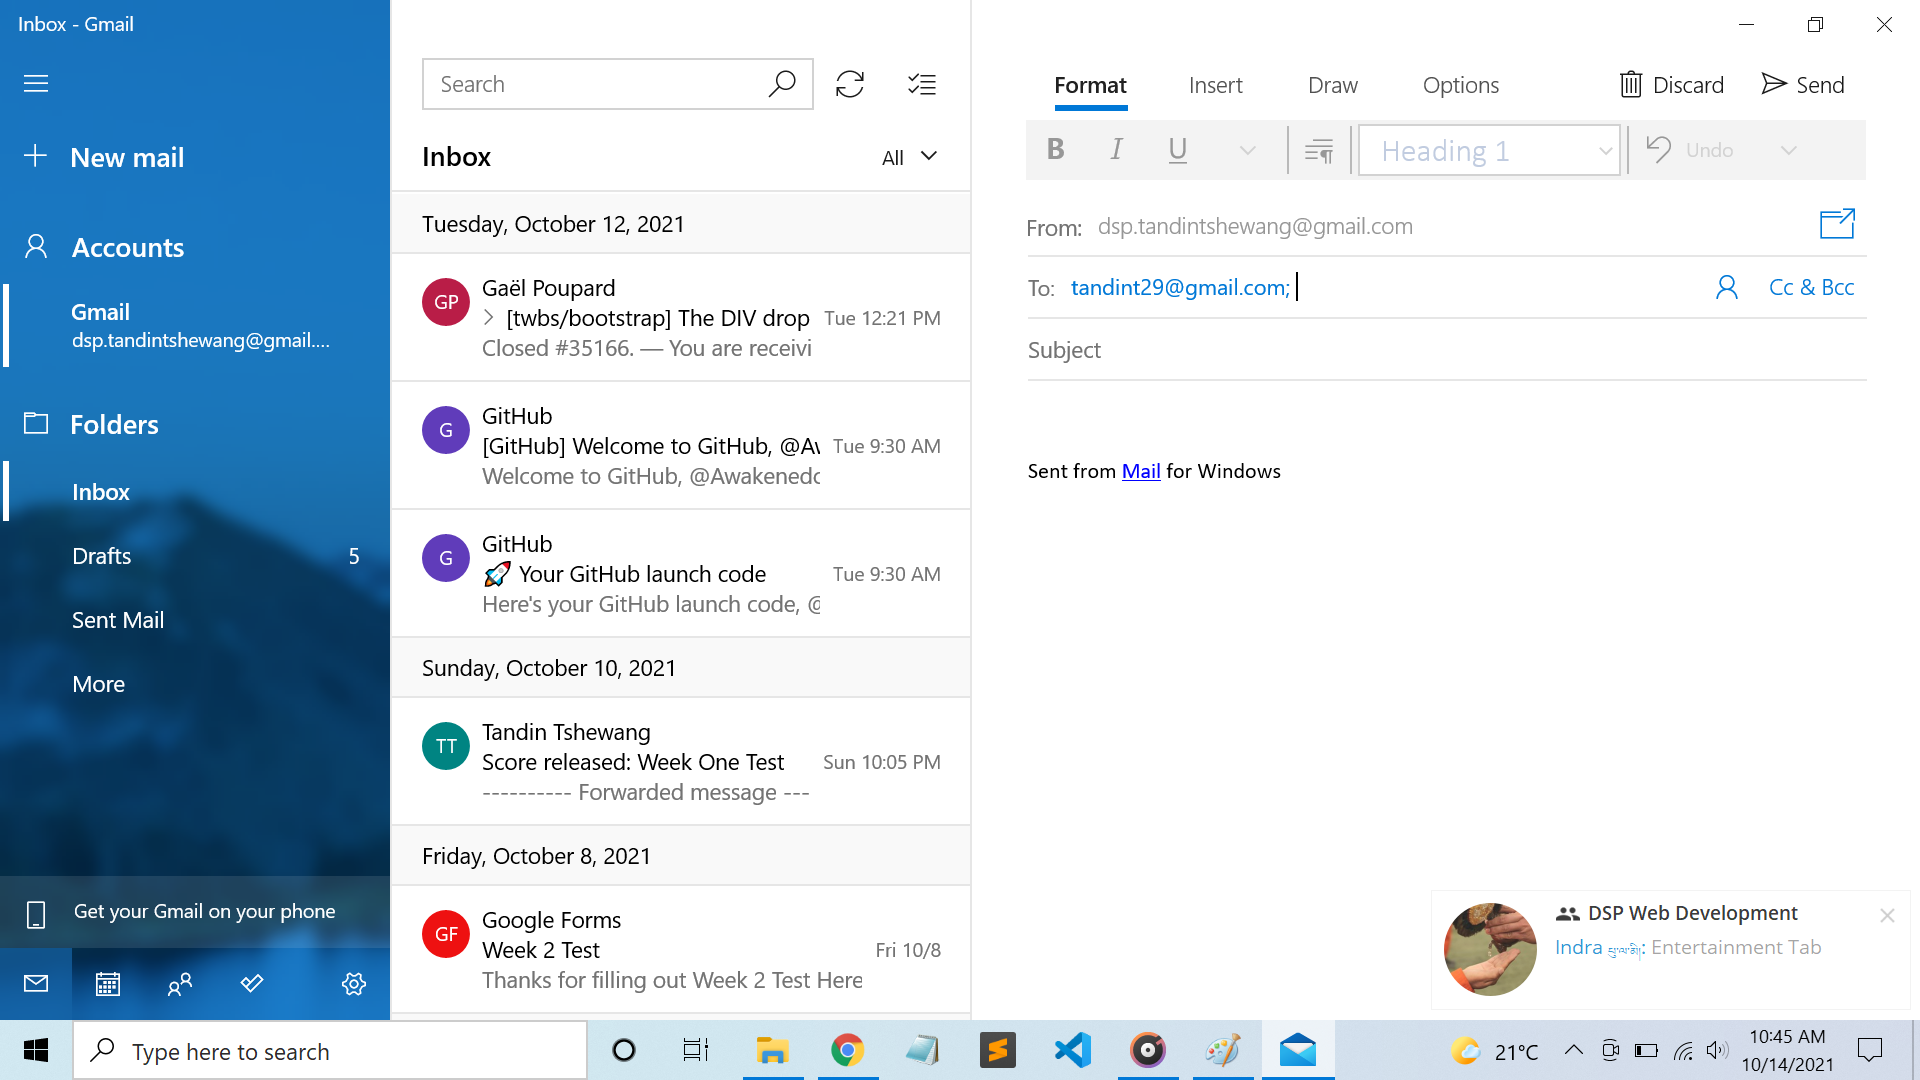 Inbox - Gmail
New mail
Accounts
Gmail
dsp.tandintshewang@gmail....
Folders
Inbox
Drafts 5
Sent Mail
More
Get your Gmail on your phone
Search
Inbox All
Tuesday, October 12, 2021
GP
Gaël Poupard
[twbs/bootstrap] The DIV drop Tue 12:21 PM
Closed #35166. — You are receivi
G
GitHub
[GitHub] Welcome to GitHub, @Aw Tue 9:30 AM
Welcome to GitHub, @Awakenedc
G
GitHub
🚀 Your GitHub launch code Tue 9:30 AM
Here's your GitHub launch code, @
Sunday, October 10, 2021
TT
Tandin Tshewang
Score released: Week One Test Sun 10:05 PM
---------- Forwarded message ---
Friday, October 8, 2021
GF
Google Forms
Week 2 Test Fri 10/8
Thanks for filling out Week 2 Test Here
Format Insert Draw Options Discard Send
B I U Heading 1 Undo
From: dsp.tandintshewang@gmail.com
To: tandint29@gmail.com; Cc & Bcc
Subject
Sent from Mail for Windows
DSP Web Development
Indra : Entertainment Tab
Type here to search
21°C
10:45 AM
10/14/2021